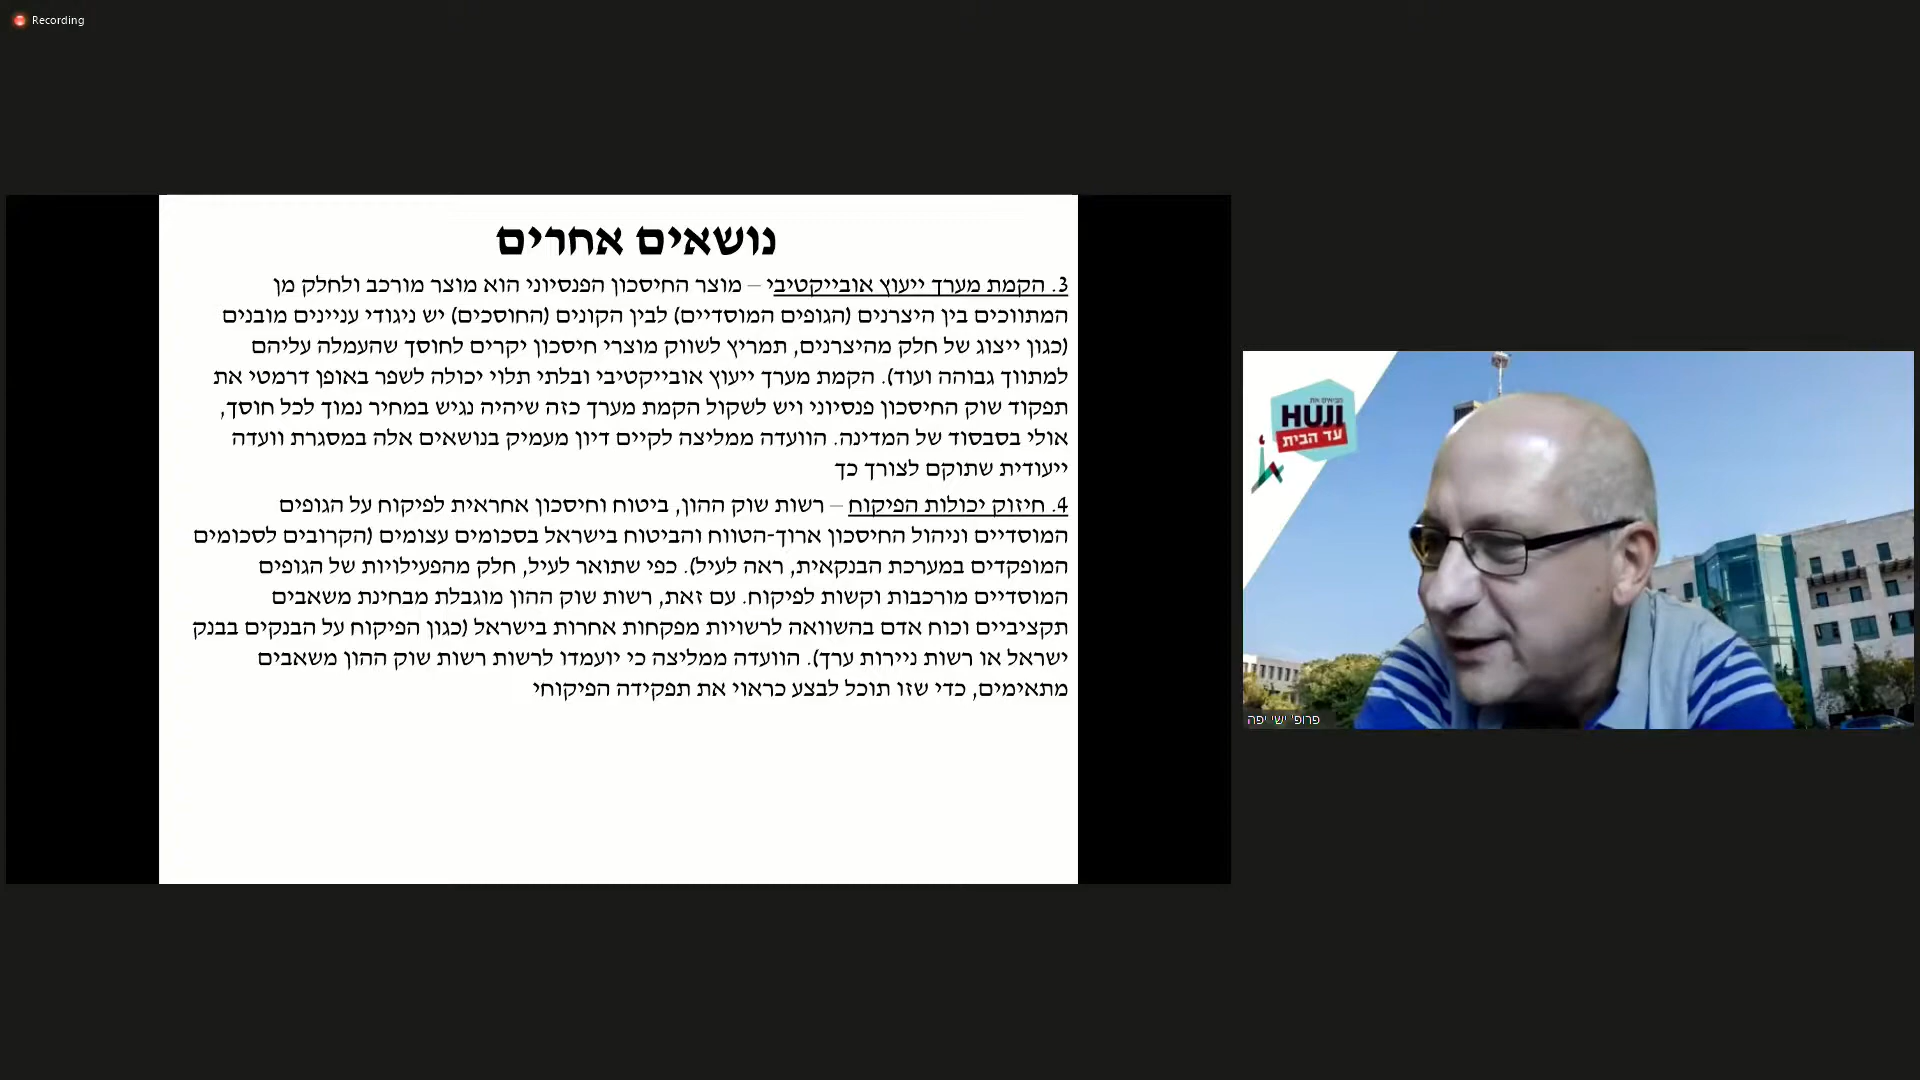 Recording
נושאים אחרים
3. הקמת מערך ייעוץ אובייקטיבי – מוצר החיסכון הפנסיוני הוא מוצר מורכב ולחלק מן
המתווכים בין היצרנים (הגופים המוסדיים) לבין הקונים (החוסכים) יש ניגודי עניינים מובנים
(כגון ייצוג של חלק מהיצרנים, תמריץ לשווק מוצרי חיסכון יקרים לחוסך שהעמלה עליהם
למתווך גבוהה ועוד). הקמת מערך ייעוץ אובייקטיבי ובלתי תלוי יכולה לשפר באופן דרמטי את
תפקוד שוק החיסכון פנסיוני ויש לשקול הקמת מערך כזה שיהיה נגיש במחיר נמוך לכל חוסך,
אולי בסבסוד של המדינה. הוועדה ממליצה לקיים דיון מעמיק בנושאים אלה במסגרת וועדה
ייעודית שתוקם לצורך כך
4. חיזוק יכולות הפיקוח – רשות שוק ההון, ביטוח וחיסכון אחראית לפיקוח על הגופים
המוסדיים וניהול החיסכון ארוך-הטווח והביטוח בישראל בסכומים עצומים (הקרובים לסכומים
המופקדים במערכת הבנקאית, ראה לעיל). כפי שתואר לעיל, חלק מהפעילויות של הגופים
המוסדיים מורכבות וקשות לפיקוח. עם זאת, רשות שוק ההון מוגבלת מבחינת משאבים
תקציביים וכוח אדם בהשוואה לרשויות מפקחות אחרות בישראל (כגון הפיקוח על הבנקים בבנק
ישראל או רשות ניירות ערך). הוועדה ממליצה כי יועמדו לרשות רשות שוק ההון משאבים
מתאימים, כדי שזו תוכל לבצע כראוי את תפקידה הפיקוחי
מביאים את
HUJI
עד הבית
פרופ' ישי יפה